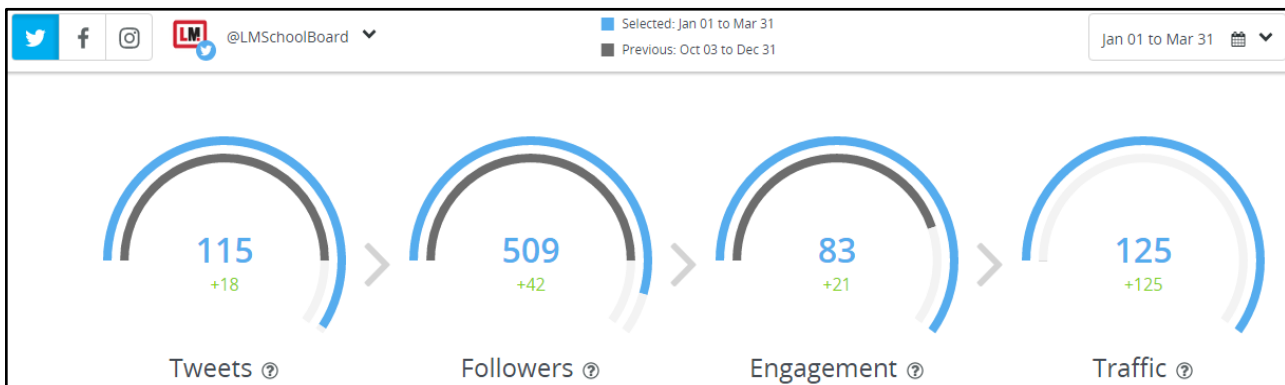 LM
@LMSchoolBoard
Selected: Jan 01 to Mar 31
Previous: Oct 03 to Dec 31
Jan 01 to Mar 31
115
+18
Tweets ?
509
+42
Followers ?
83
+21
Engagement ?
125
+125
Traffic ?